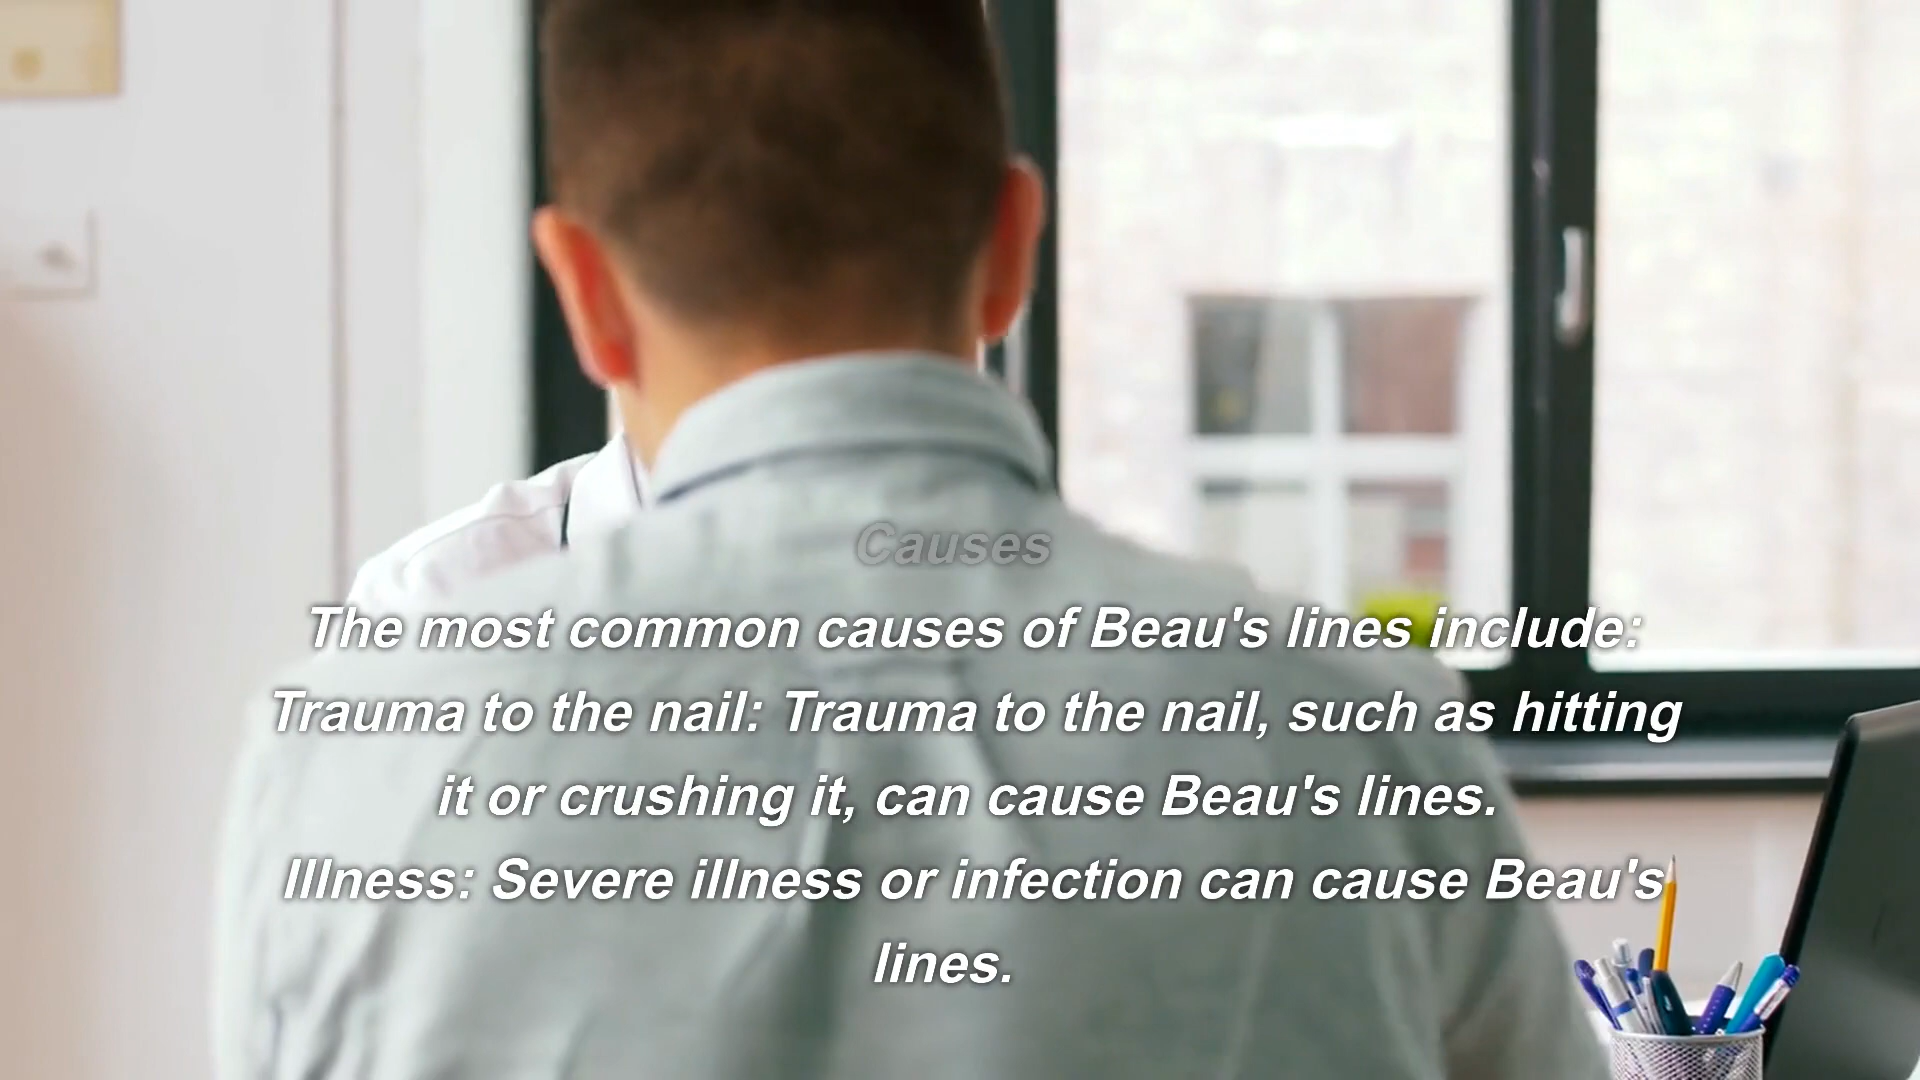 Causes
The most common causes of Beau's lines include:
Trauma to the nail: Trauma to the nail, such as hitting
it or crushing it, can cause Beau's lines.
Illness: Severe illness or infection can cause Beau's
lines.